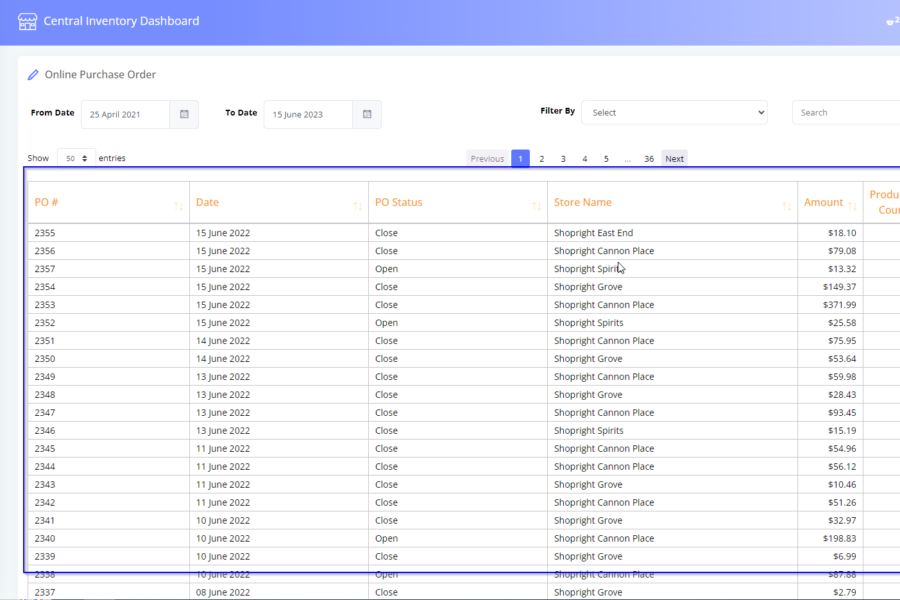 Central Inventory Dashboard
2
Online Purchase Order
From Date 25 April 2021 To Date 15 June 2023 Filter By Select Search
Show 50 entries Previous 1 2 3 4 5 ... 36 Next
PO # Date PO Status Store Name Amount Produ
Cour
2355 15 June 2022 Close Shopright East End $18.10
2356 15 June 2022 Close Shopright Cannon Place $79.08
2357 15 June 2022 Open Shopright Spirits $13.32
2354 15 June 2022 Close Shopright Grove $149.37
2353 15 June 2022 Close Shopright Cannon Place $371.99
2352 15 June 2022 Open Shopright Spirits $25.58
2351 14 June 2022 Close Shopright Cannon Place $75.95
2350 14 June 2022 Close Shopright Grove $53.64
2349 13 June 2022 Close Shopright Cannon Place $59.98
2348 13 June 2022 Close Shopright Grove $28.43
2347 13 June 2022 Close Shopright Cannon Place $93.45
2346 13 June 2022 Close Shopright Spirits $15.19
2345 11 June 2022 Close Shopright Cannon Place $54.96
2344 11 June 2022 Close Shopright Cannon Place $56.12
2343 11 June 2022 Close Shopright Grove $10.46
2342 11 June 2022 Close Shopright Cannon Place $51.26
2341 10 June 2022 Close Shopright Grove $32.97
2340 10 June 2022 Open Shopright Cannon Place $198.83
2339 10 June 2022 Close Shopright Grove $6.99
2338 10 June 2022 Open Shopright Cannon Place $87.88
2337 08 June 2022 Close Shopright Grove $2.79